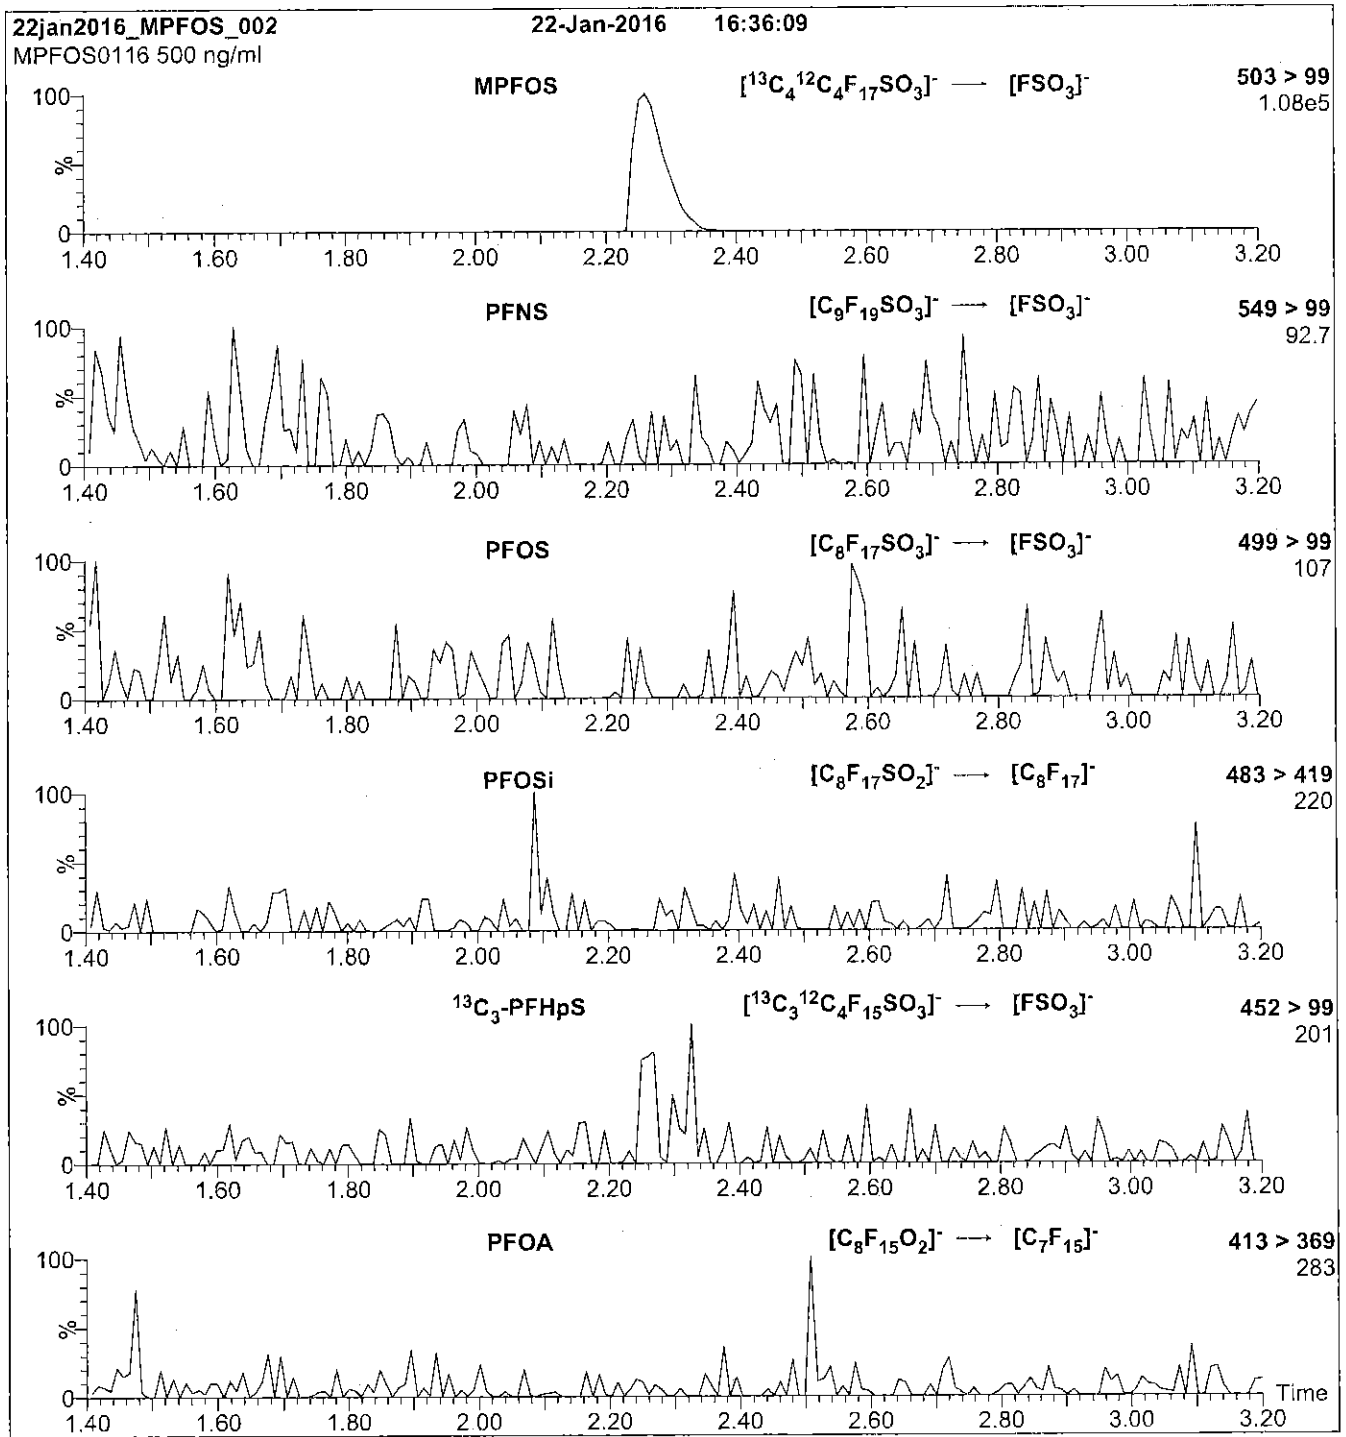 22jan2016_MPFOS_002 22-Jan-2016 16:36:09
MPFOS0116 500 ng/ml
MPFOS [¹³C₄¹²C₄F₁₇SO₃]⁻ → [FSO₃]⁻ 503 > 99
1.08e5
100
%
0
1.40 1.60 1.80 2.00 2.20 2.40 2.60 2.80 3.00 3.20
PFNS [C₉F₁₉SO₃]⁻ → [FSO₃]⁻ 549 > 99
92.7
100
%
0
1.40 1.60 1.80 2.00 2.20 2.40 2.60 2.80 3.00 3.20
PFOS [C₈F₁₇SO₃]⁻ → [FSO₃]⁻ 499 > 99
107
100
%
0
1.40 1.60 1.80 2.00 2.20 2.40 2.60 2.80 3.00 3.20
PFOSi [C₈F₁₇SO₂]⁻ → [C₈F₁₇]⁻ 483 > 419
220
100
%
0
1.40 1.60 1.80 2.00 2.20 2.40 2.60 2.80 3.00 3.20
¹³C₃-PFHpS [¹³C₃¹²C₄F₁₅SO₃]⁻ → [FSO₃]⁻ 452 > 99
201
100
%
0
1.40 1.60 1.80 2.00 2.20 2.40 2.60 2.80 3.00 3.20
PFOA [C₈F₁₅O₂]⁻ → [C₇F₁₅]⁻ 413 > 369
283
100
%
0 Time
1.40 1.60 1.80 2.00 2.20 2.40 2.60 2.80 3.00 3.20